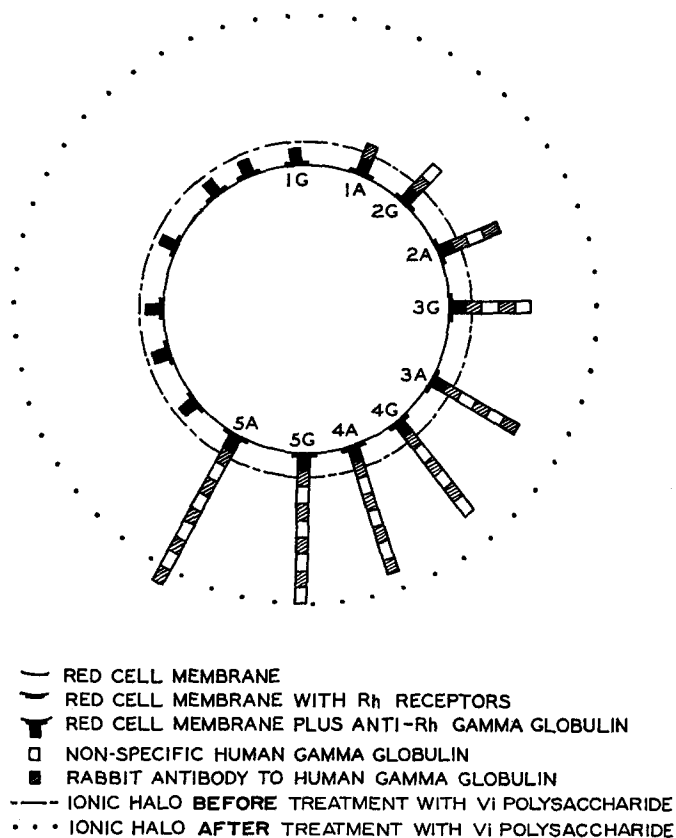 1G
1A
2G
2A
3G
3A
4G
4A
5G
5A
RED CELL MEMBRANE
RED CELL MEMBRANE WITH Rh RECEPTORS
RED CELL MEMBRANE PLUS ANTI-Rh GAMMA GLOBULIN
NON-SPECIFIC HUMAN GAMMA GLOBULIN
RABBIT ANTIBODY TO HUMAN GAMMA GLOBULIN
IONIC HALO BEFORE TREATMENT WITH Vi POLYSACCHARIDE
IONIC HALO AFTER TREATMENT WITH Vi POLYSACCHARIDE